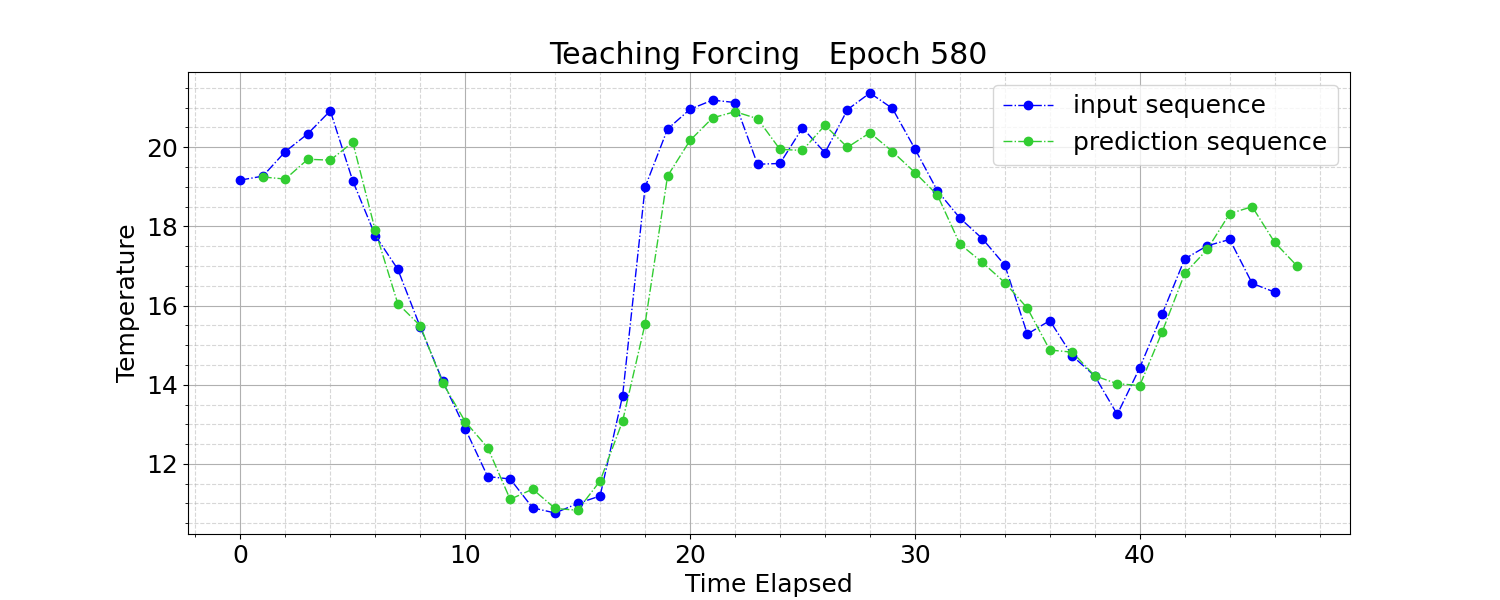 Teaching Forcing   Epoch 580
input sequence
prediction sequence
Temperature
20
18
16
14
12
0 10 20 30 40
Time Elapsed